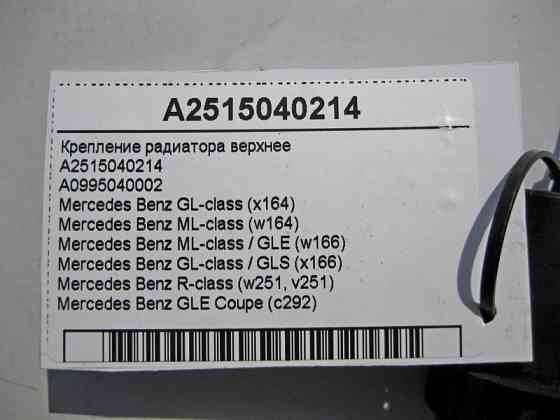 A2515040214
Крепление радиатора верхнее
A2515040214
A0995040002
Mercedes Benz GL-class (x164)
Mercedes Benz ML-class (w164)
Mercedes Benz ML-class / GLE (w166)
Mercedes Benz GL-class / GLS (x166)
Mercedes Benz R-class (w251, v251)
Mercedes Benz GLE Coupe (c292)